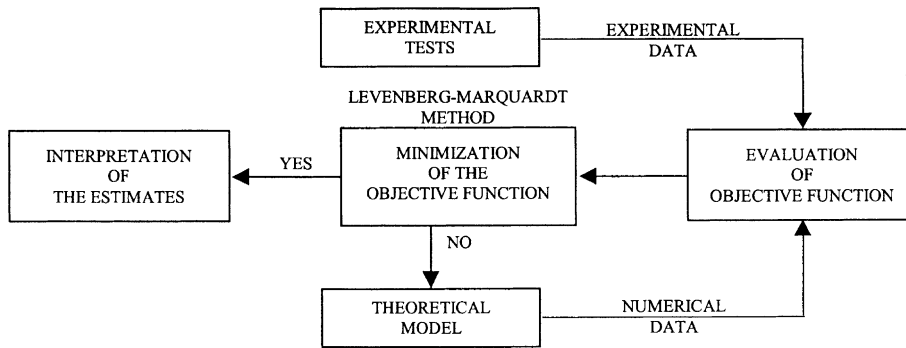 EXPERIMENTAL
TESTS
EXPERIMENTAL
DATA
LEVENBERG-MARQUARDT
METHOD
INTERPRETATION
OF
THE ESTIMATES
YES
MINIMIZATION
OF THE
OBJECTIVE FUNCTION
EVALUATION
OF
OBJECTIVE FUNCTION
NO
THEORETICAL
MODEL
NUMERICAL
DATA